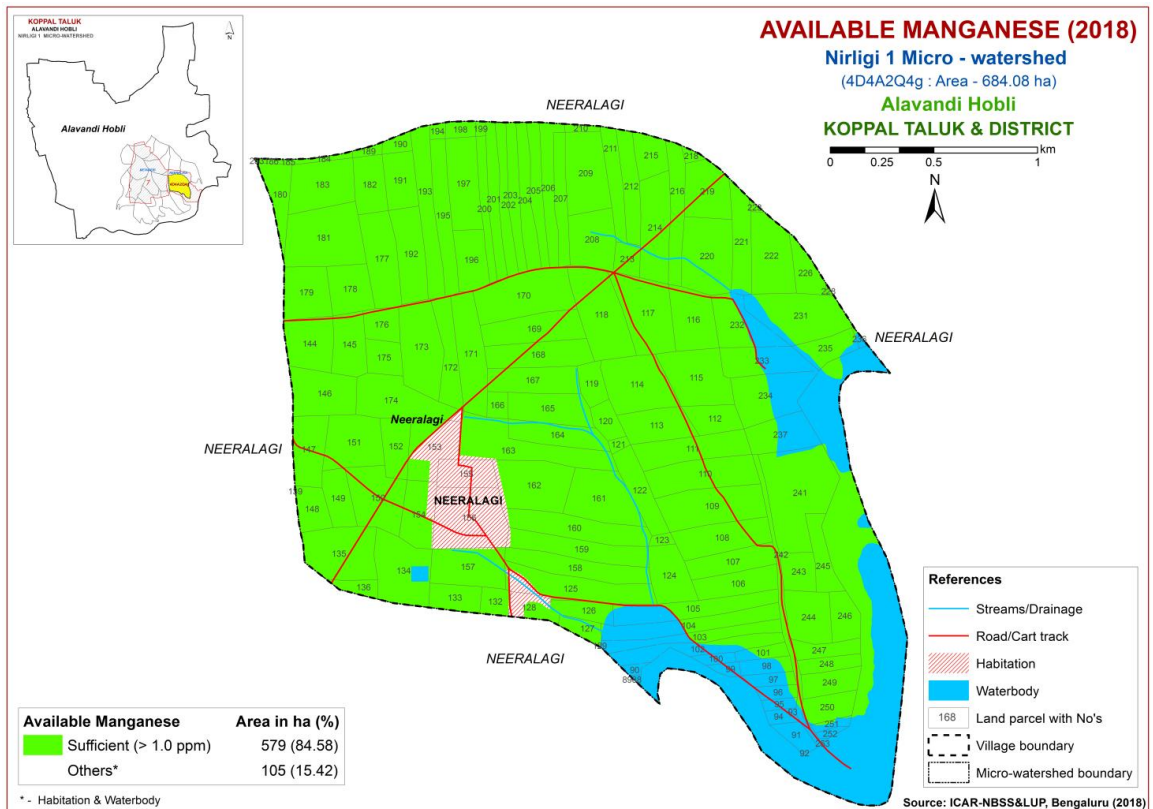 KOPPAL TALUK
ALAVANDI HOBLI
NIRLIGI 1 MICRO-WATERSHED
N
Alavandi Hobli
AVAILABLE MANGANESE (2018)
Nirligi 1 Micro - watershed
(4D4A2Q4g : Area - 684.08 ha)
Alavandi Hobli
KOPPAL TALUK & DISTRICT
0 0.25 0.5 1 km
N
NEERALAGI
194 198 199 210
190 211
189 215 218
184
185
183 182 191 193 197 209 212 216 219
180
201 203 205 206
200 202 204 207
195
181 208 214 220 221 222
177 192 196 213
226
179 178 170
228
176 169 118 117 116 232 231
144 145 175 173 171 168 235
NEERALAGI
172 167 119 114 115 233
146 174 166 165 120 112 234
Neeralagi
164 113
NEERALAGI
147 151 152 153 163 121 111 237
155 110
149 150 162 122 241
NEERALAGI
148 161 109
156
160 123 108 242
135 159 107 243 245
134 157 158 124 106
136 133 132 125 105 244 246
128 126 104
127 103 247
102 101 248
NEERALAGI
90 98 249
97
96 250
95 93
94 251
91 252
92 253
Available Manganese Area in ha (%)
Sufficient (> 1.0 ppm) 579 (84.58)
Others* 105 (15.42)
* - Habitation & Waterbody
References
Streams/Drainage
Road/Cart track
Habitation
Waterbody
168 Land parcel with No's
Village boundary
Micro-watershed boundary
Source: ICAR-NBSS&LUP, Bengaluru (2018)